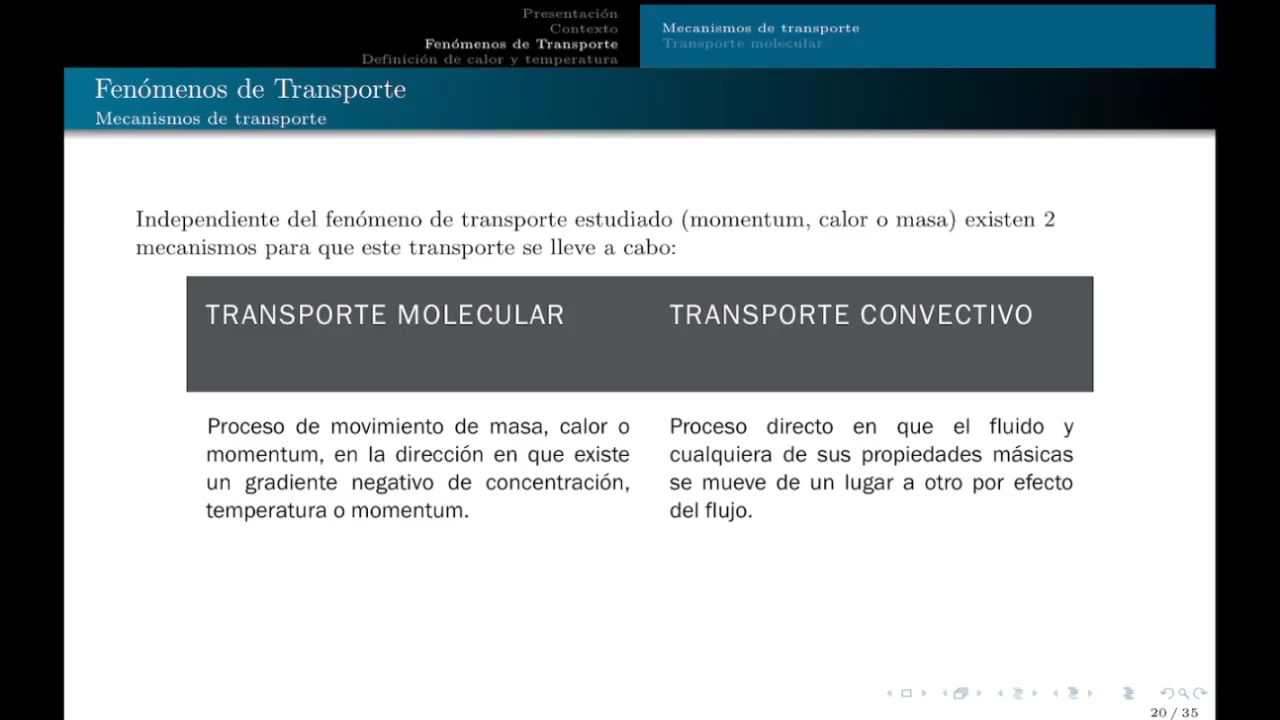 Presentación
Contexto
Fenómenos de Transporte
Definición de calor y temperatura
Mecanismos de transporte
Transporte molecular
Fenómenos de Transporte
Mecanismos de transporte
Independiente del fenómeno de transporte estudiado (momentum, calor o masa) existen 2
mecanismos para que este transporte se lleve a cabo:
TRANSPORTE MOLECULAR
Proceso de movimiento de masa, calor o
momentum, en la dirección en que existe
un gradiente negativo de concentración,
temperatura o momentum.
TRANSPORTE CONVECTIVO
Proceso directo en que el fluido y
cualquiera de sus propiedades másicas
se mueve de un lugar a otro por efecto
del flujo.
20 / 35